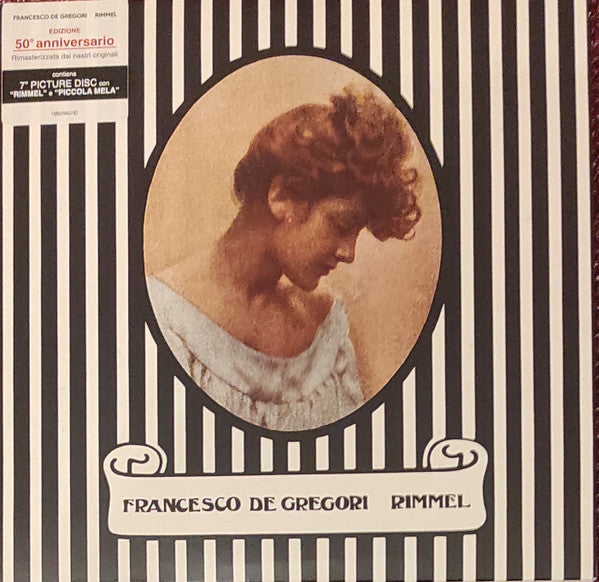 FRANCESCO DE GREGORI RIMMEL
EDIZIONE
50° anniversario
Rimasterizzata dai nastri originali
contiene
7" PICTURE DISC con
"RIMMEL" e "PICCOLA MELA"
FRANCESCO DE GREGORI RIMMEL